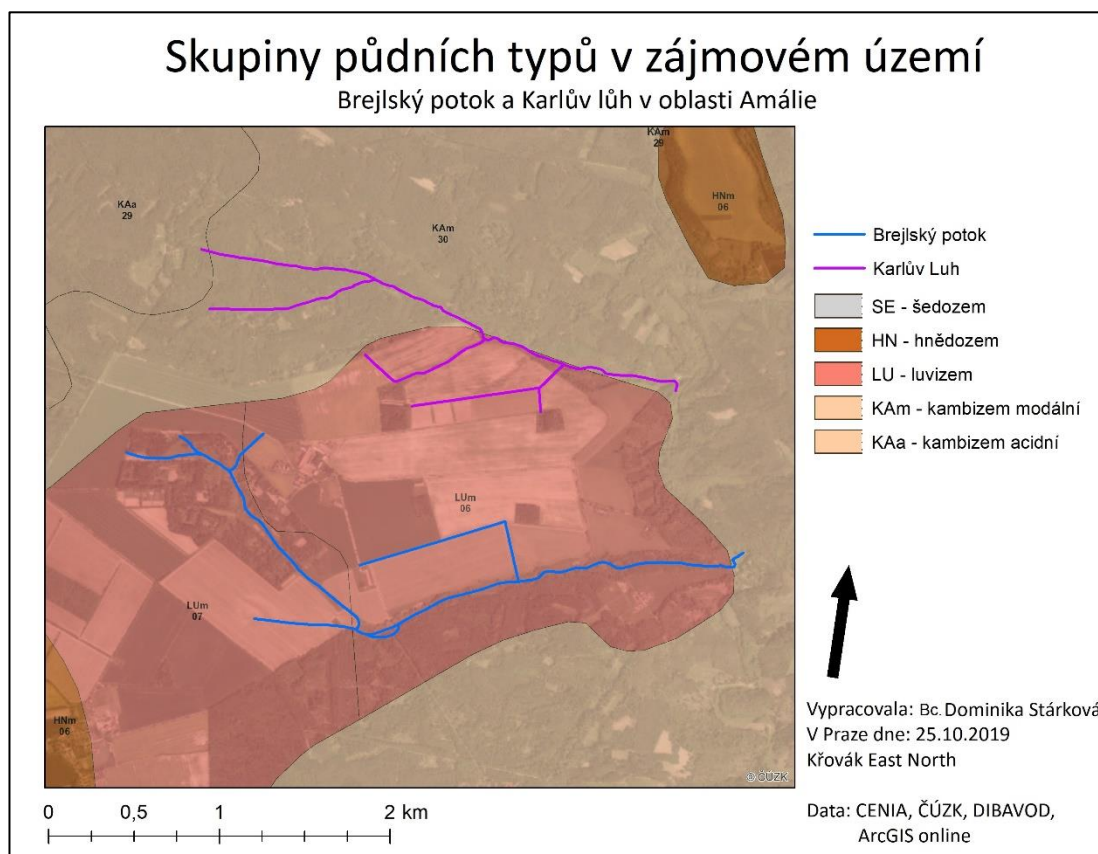 Skupiny půdních typů v zájmovém území
Brejlský potok a Karlův lůh v oblasti Amálie
KAm
29
HNm
06
KAa
29
KAm
30
LUm
06
LUm
07
HNm
06
© ČÚZK
Brejlský potok
Karlův Luh
SE - šedozem
HN - hnědozem
LU - luvizem
KAm - kambizem modální
KAa - kambizem acidní
0 0,5 1 2 km
Vypracovala: Bc. Dominika Stárková
V Praze dne: 25.10.2019
Křovák East North
Data: CENIA, ČÚZK, DIBAVOD,
ArcGIS online